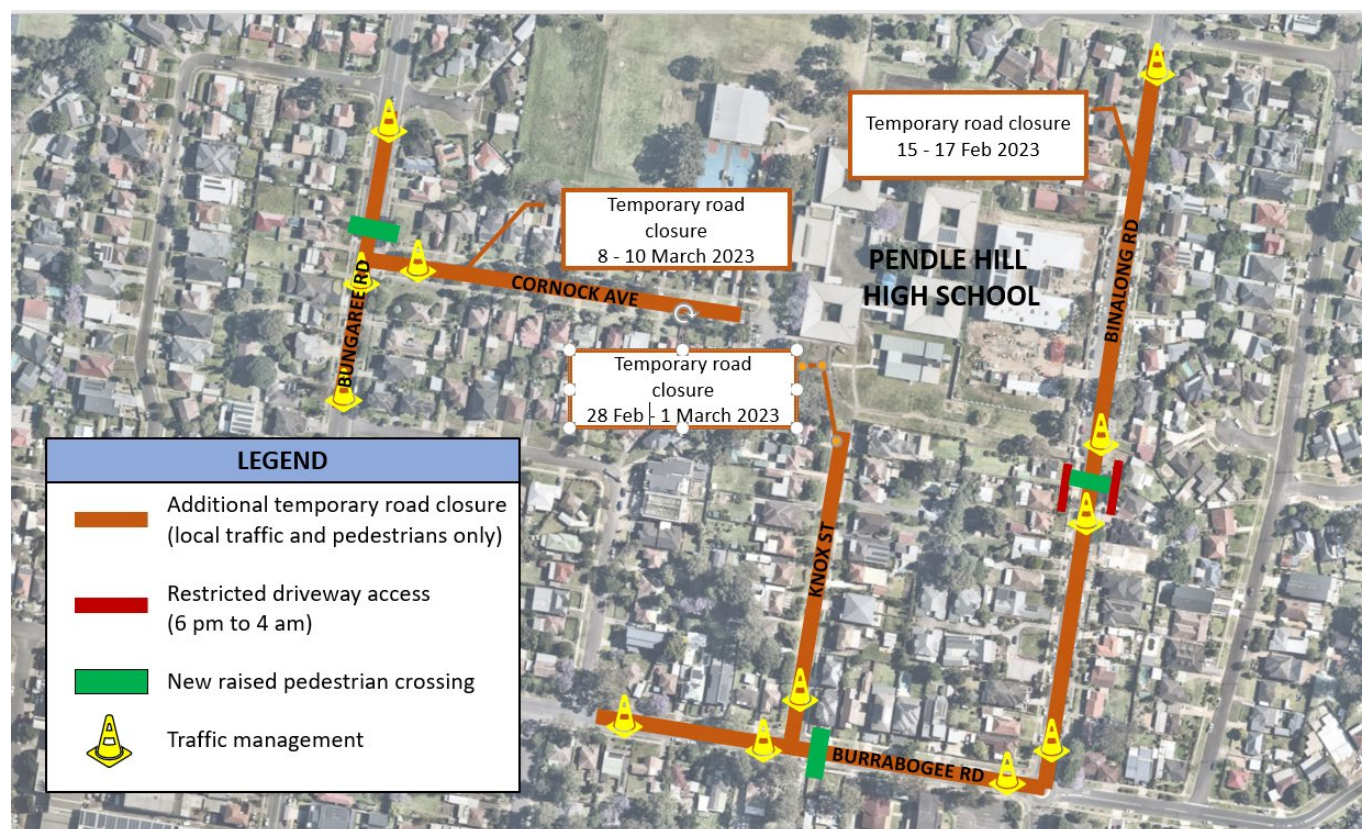 Temporary road closure
15 - 17 Feb 2023
Temporary road
closure
8 - 10 March 2023
PENDLE HILL
HIGH SCHOOL
BINALONG RD
BUNGAREE RD
CORNOCK AVE
Temporary road
closure
28 Feb - 1 March 2023
KNOX ST
BURRABOGEE RD
LEGEND
Additional temporary road closure
(local traffic and pedestrians only)
Restricted driveway access
(6 pm to 4 am)
New raised pedestrian crossing
Traffic management